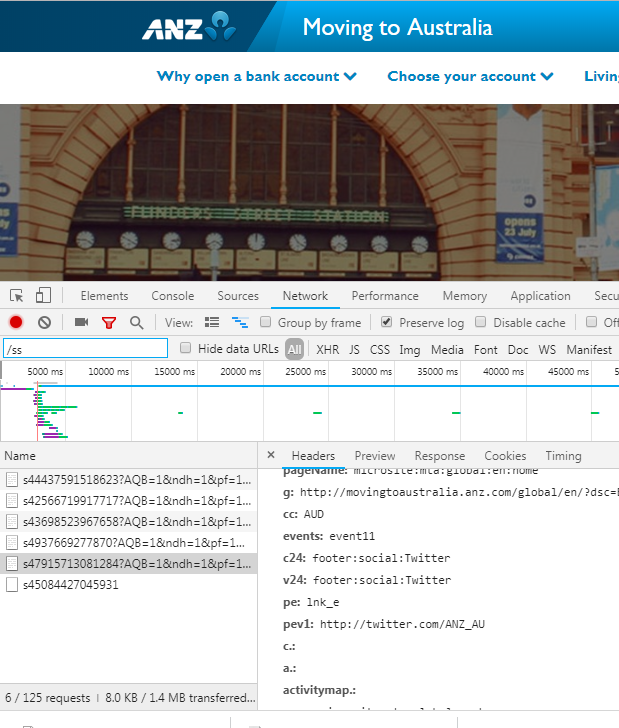 ANZ Moving to Australia
Why open a bank account Choose your account Livin
FLINDERS STREET STATION
opens
23 July
Elements Console Sources Network Performance Memory Application Secu
View: Group by frame Preserve log Disable cache Off
/ss Hide data URLs All XHR JS CSS Img Media Font Doc WS Manifest
5000 ms 10000 ms 15000 ms 20000 ms 25000 ms 30000 ms 35000 ms 40000 ms 45000 ms 5
Name × Headers Preview Response Cookies Timing
pageName: microsite:mta:global:en:home
s44437591518623?AQB=1&ndh=1&pf=1...
g: http://movingtoaustralia.anz.com/global/en/?dsc=
s42566719917717?AQB=1&ndh=1&pf=1...
cc: AUD
s43698523967658?AQB=1&ndh=1&pf=1...
events: event11
s4937669277870?AQB=1&ndh=1&pf=1...
c24: footer:social:Twitter
s47915713081284?AQB=1&ndh=1&pf=1...
v24: footer:social:Twitter
s45084427045931
pe: lnk_e
pev1: http://twitter.com/ANZ_AU
c.:
a.:
activitymap.:
6 / 125 requests | 8.0 KB / 1.4 MB transferred...